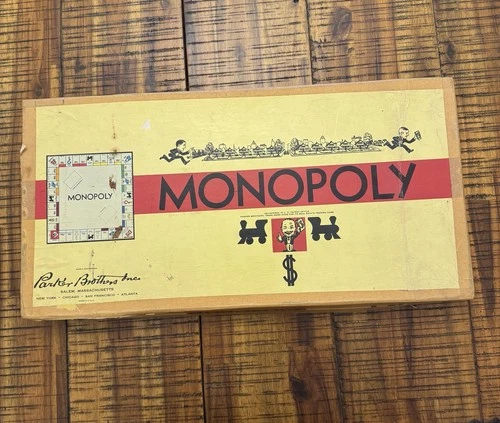 MONOPOLY
MONOPOLY
$
Parker Brothers Inc.
SALEM, MASSACHUSETTS
NEW YORK • CHICAGO • SAN FRANCISCO • ATLANTA